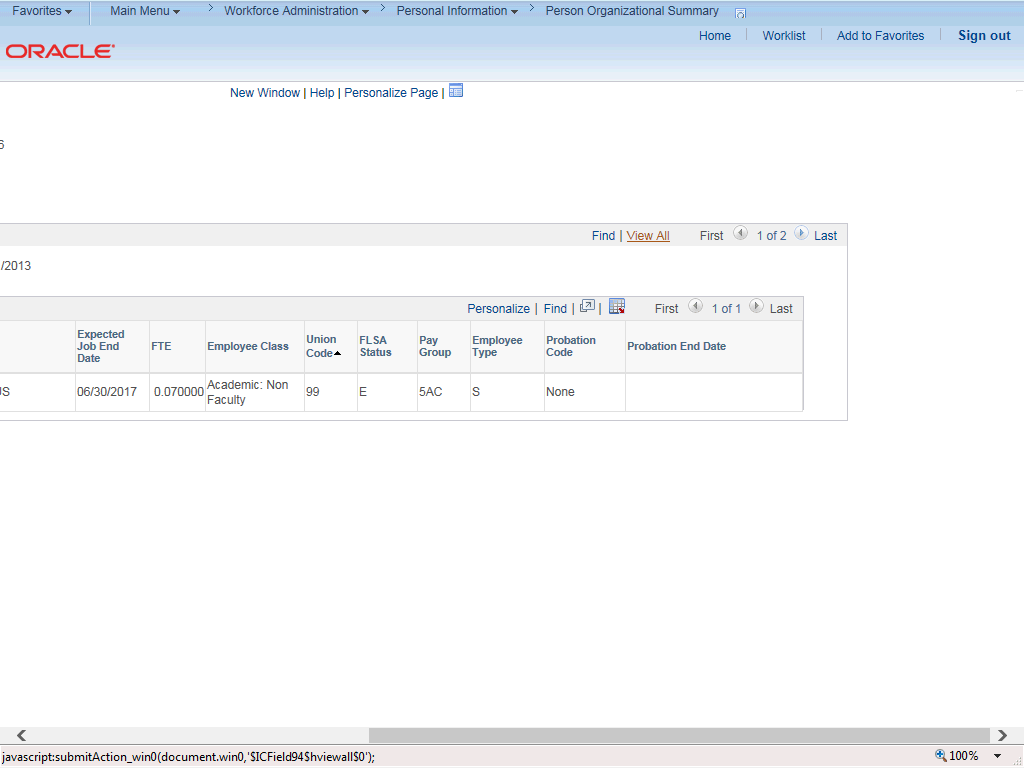 Favorites Main Menu > Workforce Administration > Personal Information > Person Organizational Summary
ORACLE
Home Worklist Add to Favorites Sign out
New Window | Help | Personalize Page |
6
Find | View All First 1 of 2 Last
/2013
Personalize | Find | | First 1 of 1 Last
Expected Job End Date FTE Employee Class Union Code FLSA Status Pay Group Employee Type Probation Code Probation End Date
06/30/2017 0.070000 Academic: Non Faculty 99 E 5AC S None
javascript:submitAction_win0(document.win0,'$ICField94$hviewall$0');
100%